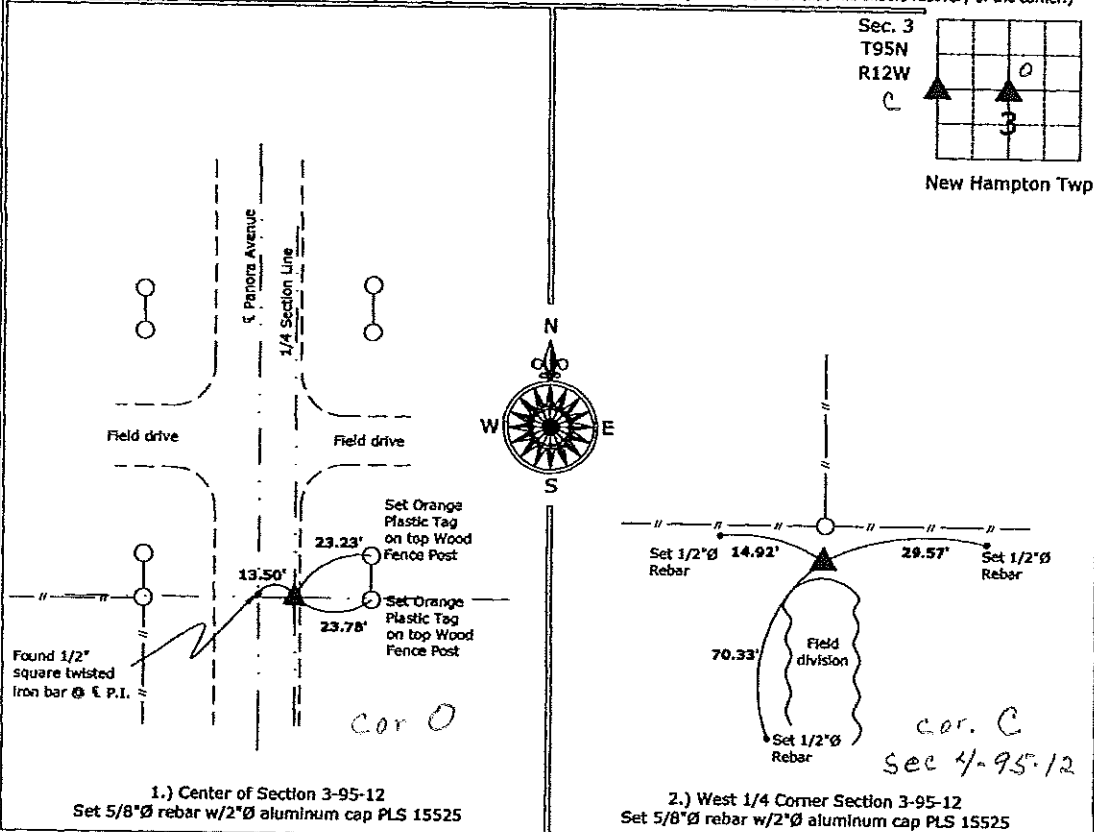 Sec. 3
T95N
R12W
C
O
3
New Hampton Twp
℄ Panora Avenue
1/4 Section Line
Field drive
Field drive
N
W
E
S
Set Orange
Plastic Tag
on top Wood
Fence Post
23.23'
13.50'
23.78'
Set Orange
Plastic Tag
on top Wood
Fence Post
Found 1/2"
square twisted
iron bar @ ℄ P.I.
cor O
1.) Center of Section 3-95-12
Set 5/8"Ø rebar w/2"Ø aluminum cap PLS 15525
Set 1/2"Ø
Rebar
14.92'
29.57'
Set 1/2"Ø
Rebar
70.33'
Field
division
Set 1/2"Ø
Rebar
cor. C
Sec 4-95-12
2.) West 1/4 Corner Section 3-95-12
Set 5/8"Ø rebar w/2"Ø aluminum cap PLS 15525